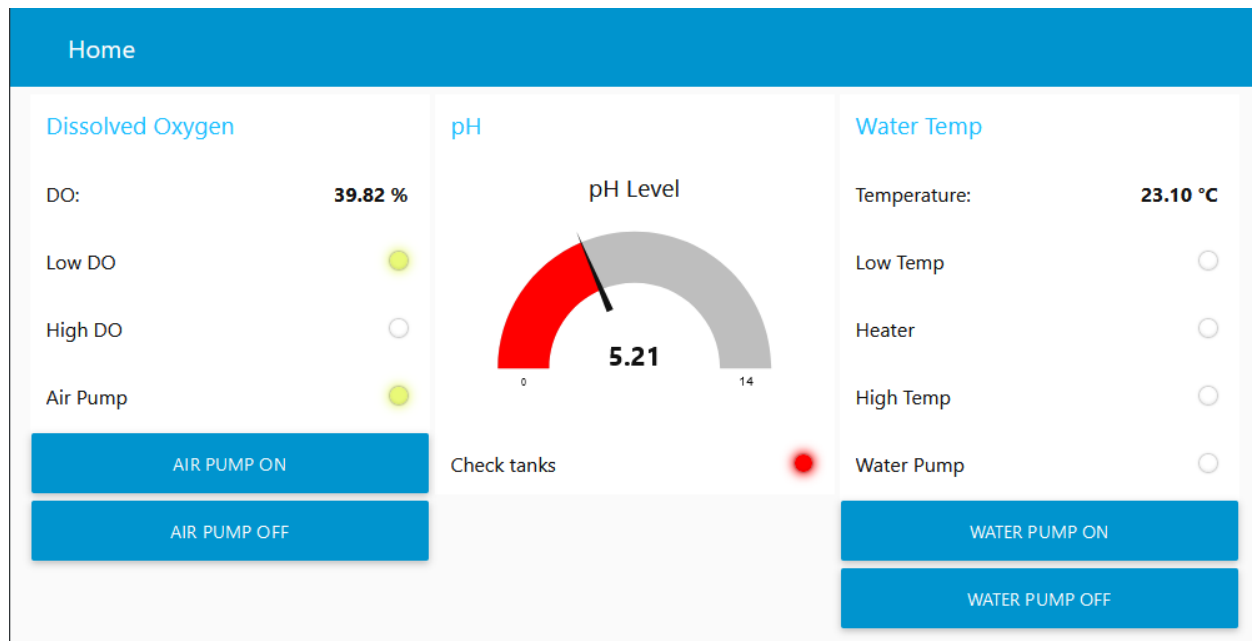 Home
Dissolved Oxygen
DO: 39.82 %
Low DO
High DO
Air Pump
AIR PUMP ON
AIR PUMP OFF
pH
pH Level
5.21
0 14
Check tanks
Water Temp
Temperature: 23.10 °C
Low Temp
Heater
High Temp
Water Pump
WATER PUMP ON
WATER PUMP OFF